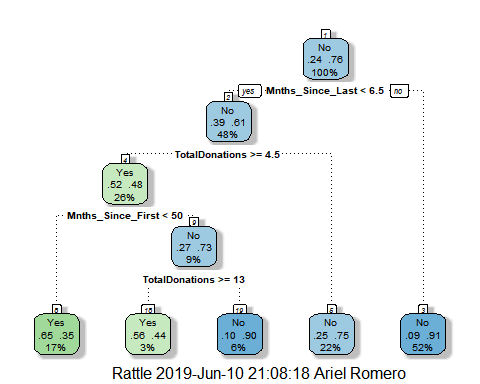 1
No
.24 .76
100%
yes Mnths_Since_Last < 6.5 no
2
No
.39 .61
48%
TotalDonations >= 4.5
4
Yes
.52 .48
26%
Mnths_Since_First < 50
9
No
.27 .73
9%
TotalDonations >= 13
8
Yes
.65 .35
17%
18
Yes
.56 .44
3%
19
No
.10 .90
6%
5
No
.25 .75
22%
3
No
.09 .91
52%
Rattle 2019-Jun-10 21:08:18 Ariel Romero